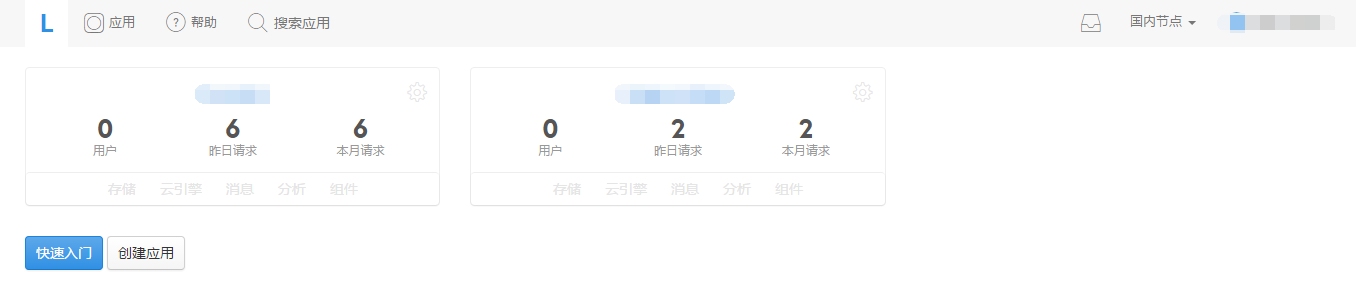 L 应用 ? 帮助 搜索应用 国内节点
0 6 6 0 2 2
用户 昨日请求 本月请求 用户 昨日请求 本月请求
存储 云引擎 消息 分析 组件 存储 云引擎 消息 分析 组件
快速入门 创建应用